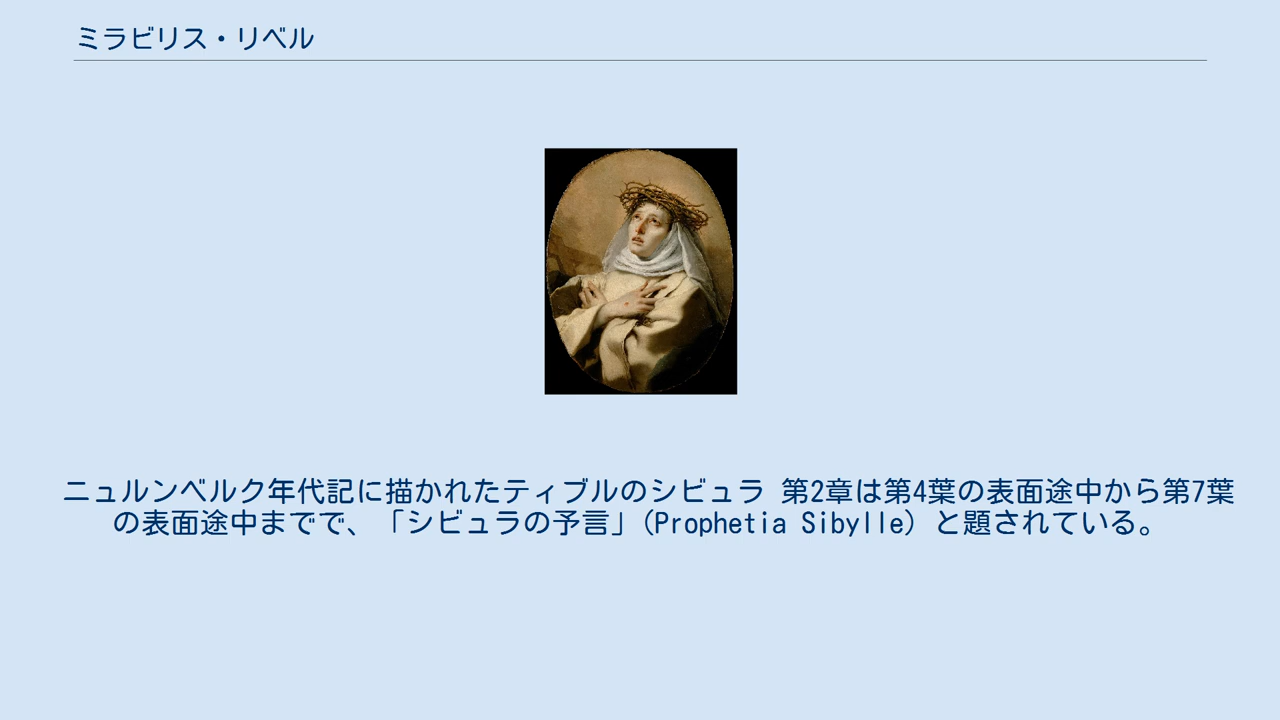 ミラビリス・リベル
ニュルンベルク年代記に描かれたティブルのシビュラ 第2章は第4葉の表面途中から第7葉
の表面途中までで、「シビュラの予言」(Prophetia Sibylle) と題されている。